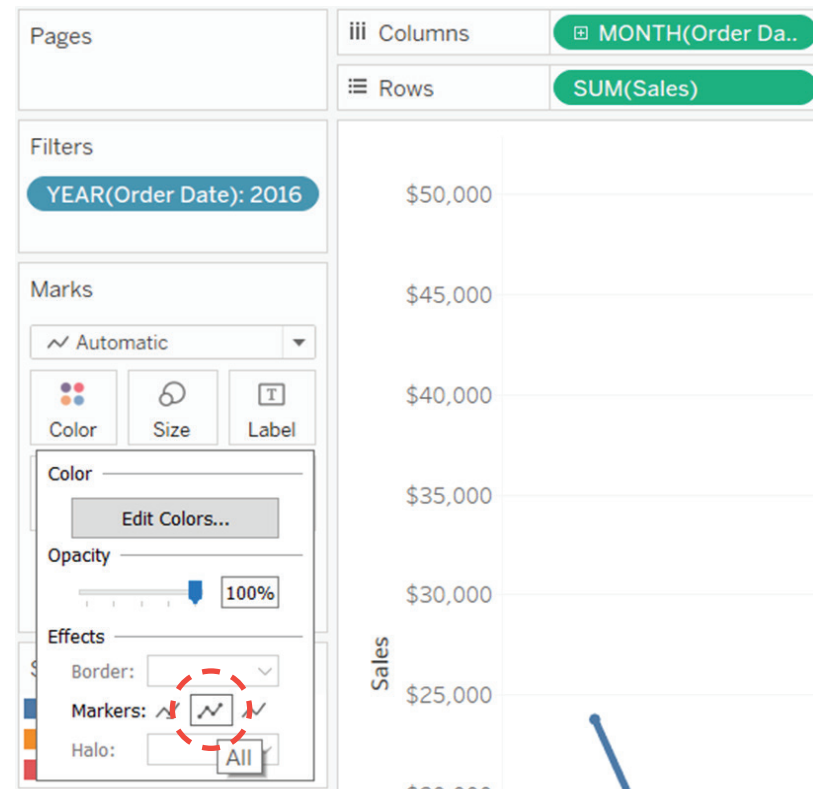 Pages
iii Columns
MONTH(Order Da..
Rows
SUM(Sales)
Filters
YEAR(Order Date): 2016
Marks
Automatic
Color
Size
T
Label
Color
Edit Colors...
Opacity
100%
Effects
Border:
Markers:
All
Halo:
S
$50,000
$45,000
$40,000
$35,000
$30,000
$25,000
Sales